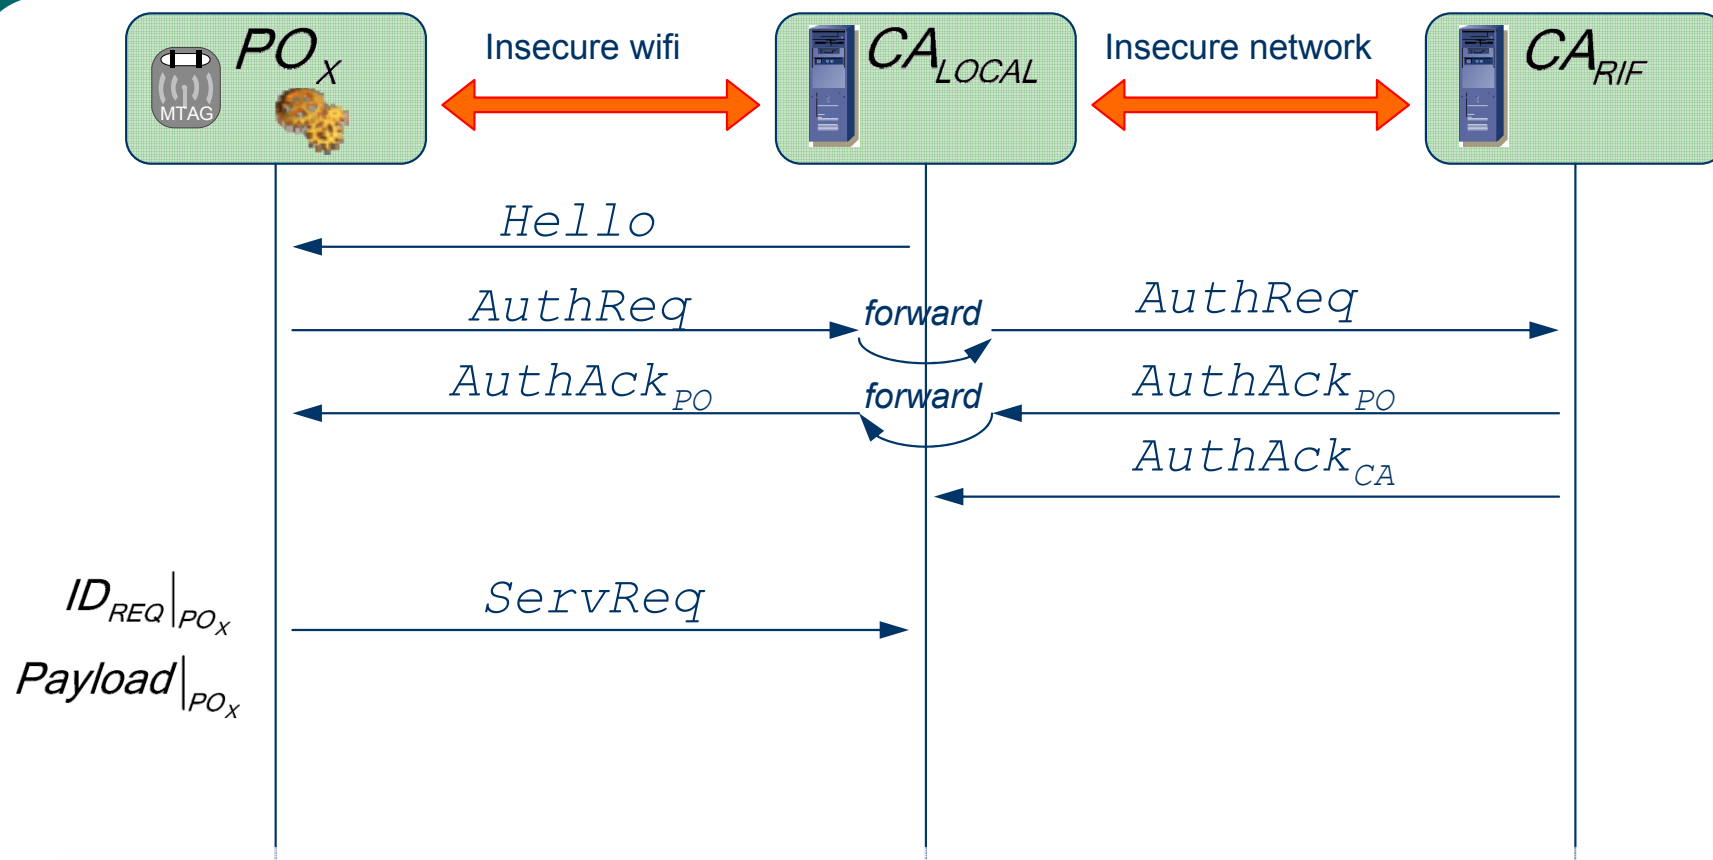 PO_X
MTAG
Insecure wifi
CA_LOCAL
Insecure network
CA_RIF
Hello
AuthReq
forward
AuthReq
AuthAck_PO
forward
AuthAck_PO
AuthAck_CA
ID_REQ|PO_X
ServReq
Payload|PO_X